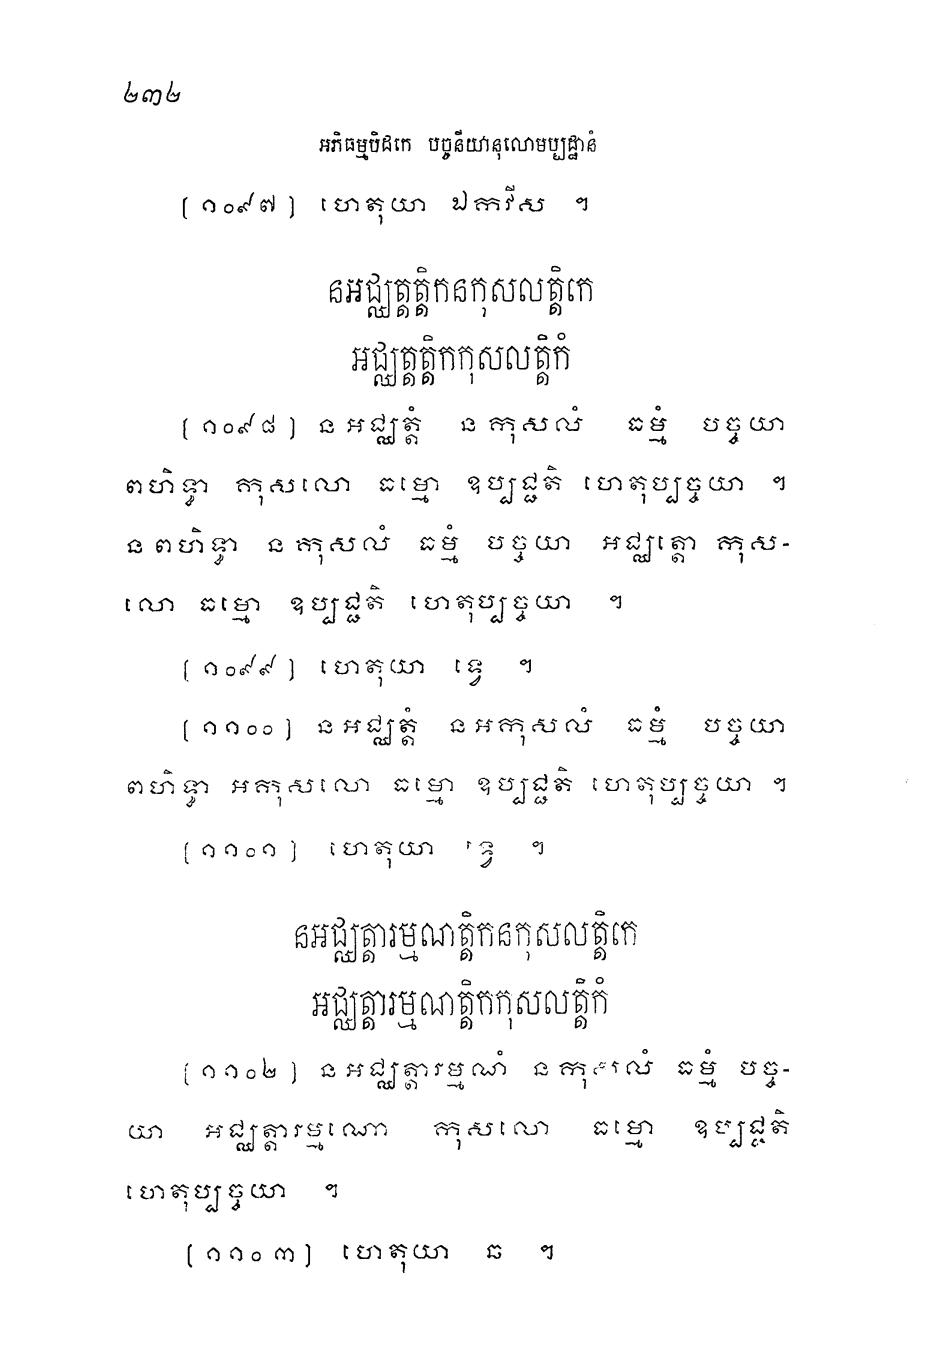 ២៣២
អភិធម្មបិដកេ បច្ចនីយានុលោមប្បដ្ឋានំ
(១០៩៧) ហេតុយា ឯកវីស ។
នអជ្ឈត្តត្តិកនកុសលត្តិកេ
អជ្ឈត្តត្តិកកុសលត្តិកំ
(១០៩៨) ន អជ្ឈត្តំ ន កុសលំ ធម្មំ បច្ចយា
ពហិទ្ធា កុសលោ ធម្មោ ឧប្បជ្ជតិ ហេតុប្បច្ចយា ។
ន ពហិទ្ធា ន កុសលំ ធម្មំ បច្ចយា អជ្ឈត្តោ កុស-
លោ ធម្មោ ឧប្បជ្ជតិ ហេតុប្បច្ចយា ។
(១០៩៩) ហេតុយា ទ្វេ ។
(១១០០) ន អជ្ឈត្តំ ន អកុសលំ ធម្មំ បច្ចយា
ពហិទ្ធា អកុសលោ ធម្មោ ឧប្បជ្ជតិ ហេតុប្បច្ចយា ។
(១១០១) ហេតុយា ទ្វេ ។
នអជ្ឈត្តារម្មណត្តិកនកុសលត្តិកេ
អជ្ឈត្តារម្មណត្តិកកុសលត្តិកំ
(១១០២) ន អជ្ឈត្តារម្មណំ ន កុសលំ ធម្មំ បច្ច-
យា អជ្ឈត្តារម្មណោ កុសលោ ធម្មោ ឧប្បជ្ជតិ
ហេតុប្បច្ចយា ។
(១១០៣) ហេតុយា ឆ ។